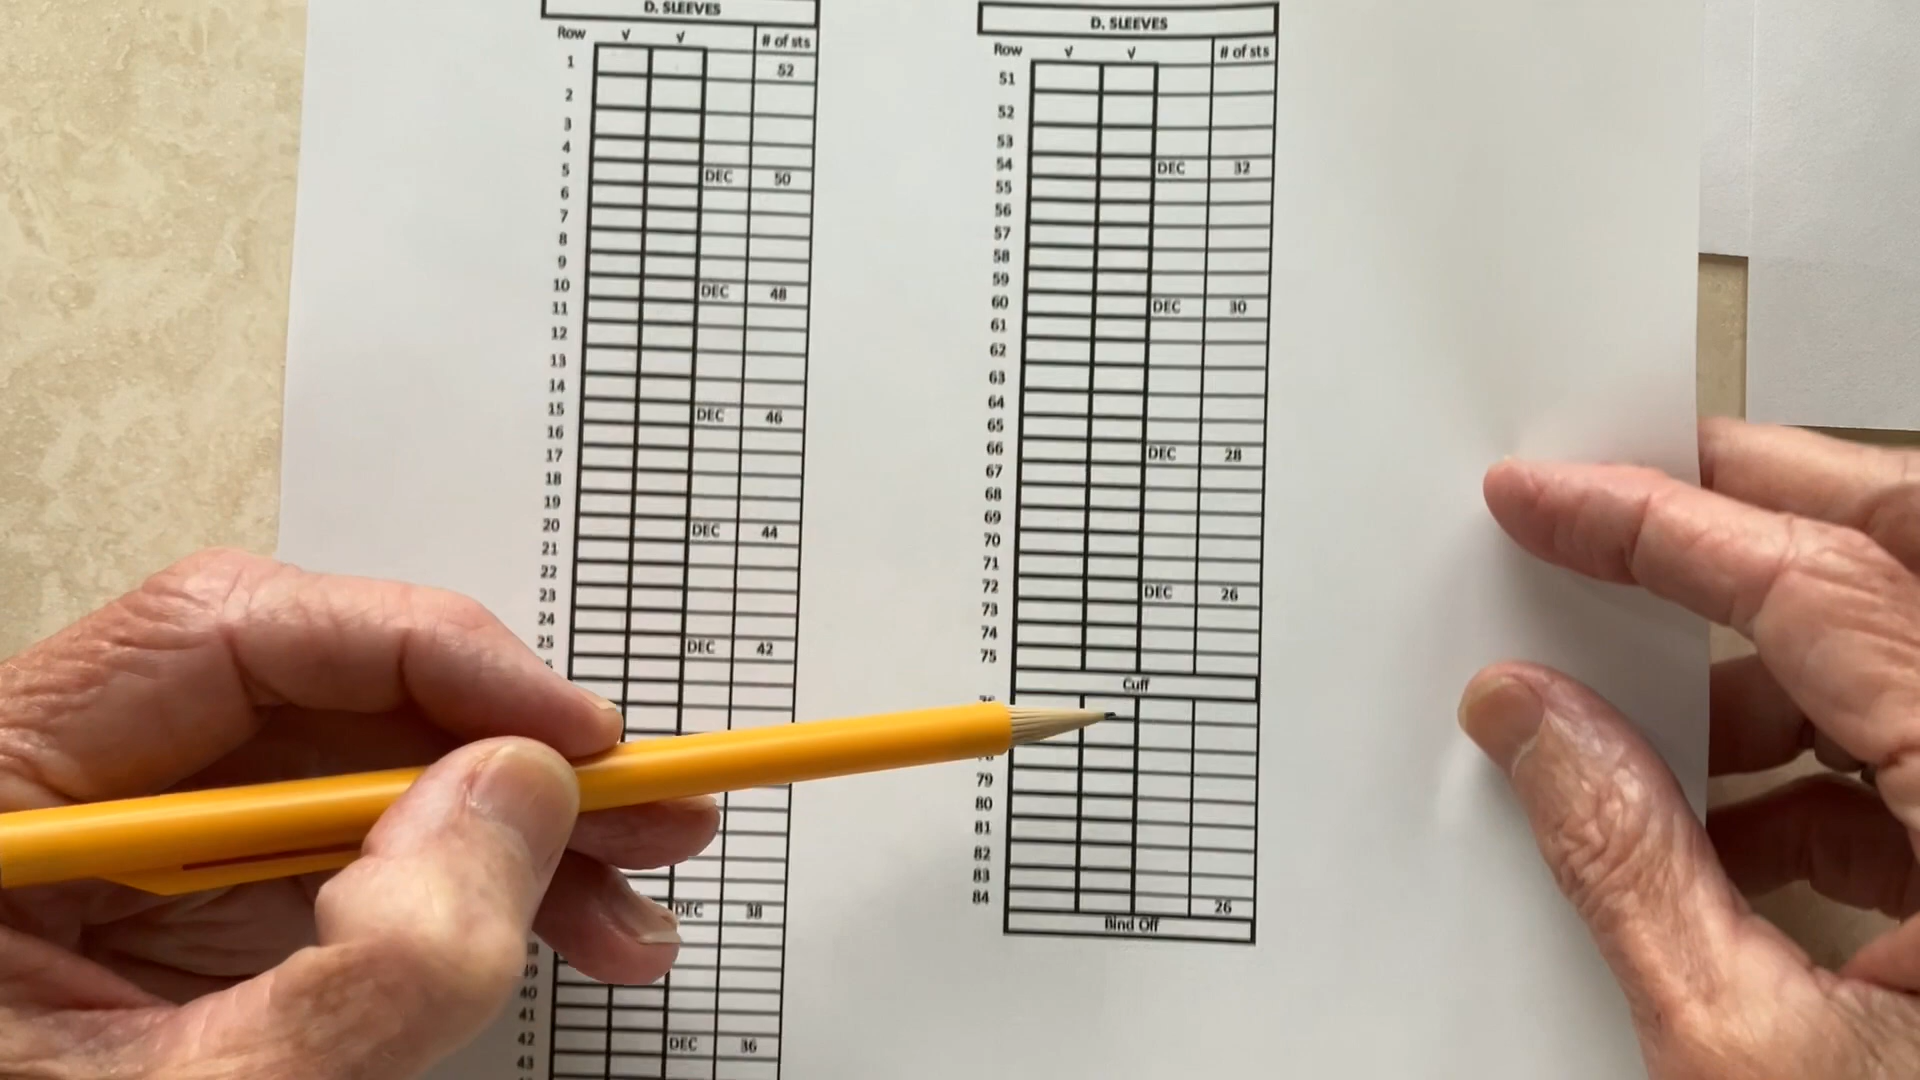 D. SLEEVES
Row √ √ # of sts
1 52
2
3
4
5 DEC 50
6
7
8
9
10 DEC 48
11
12
13
14
15 DEC 46
16
17
18
19
20 DEC 44
21
22
23
24
25 DEC 42
DEC 38
40
41
42 DEC 36
43
D. SLEEVES
Row √ √ # of sts
51
52
53
54 DEC 32
55
56
57
58
59
60 DEC 30
61
62
63
64
65
66 DEC 28
67
68
69
70
71
72 DEC 26
73
74
75
Cuff
79
80
81
82
83
84 26
Bind Off